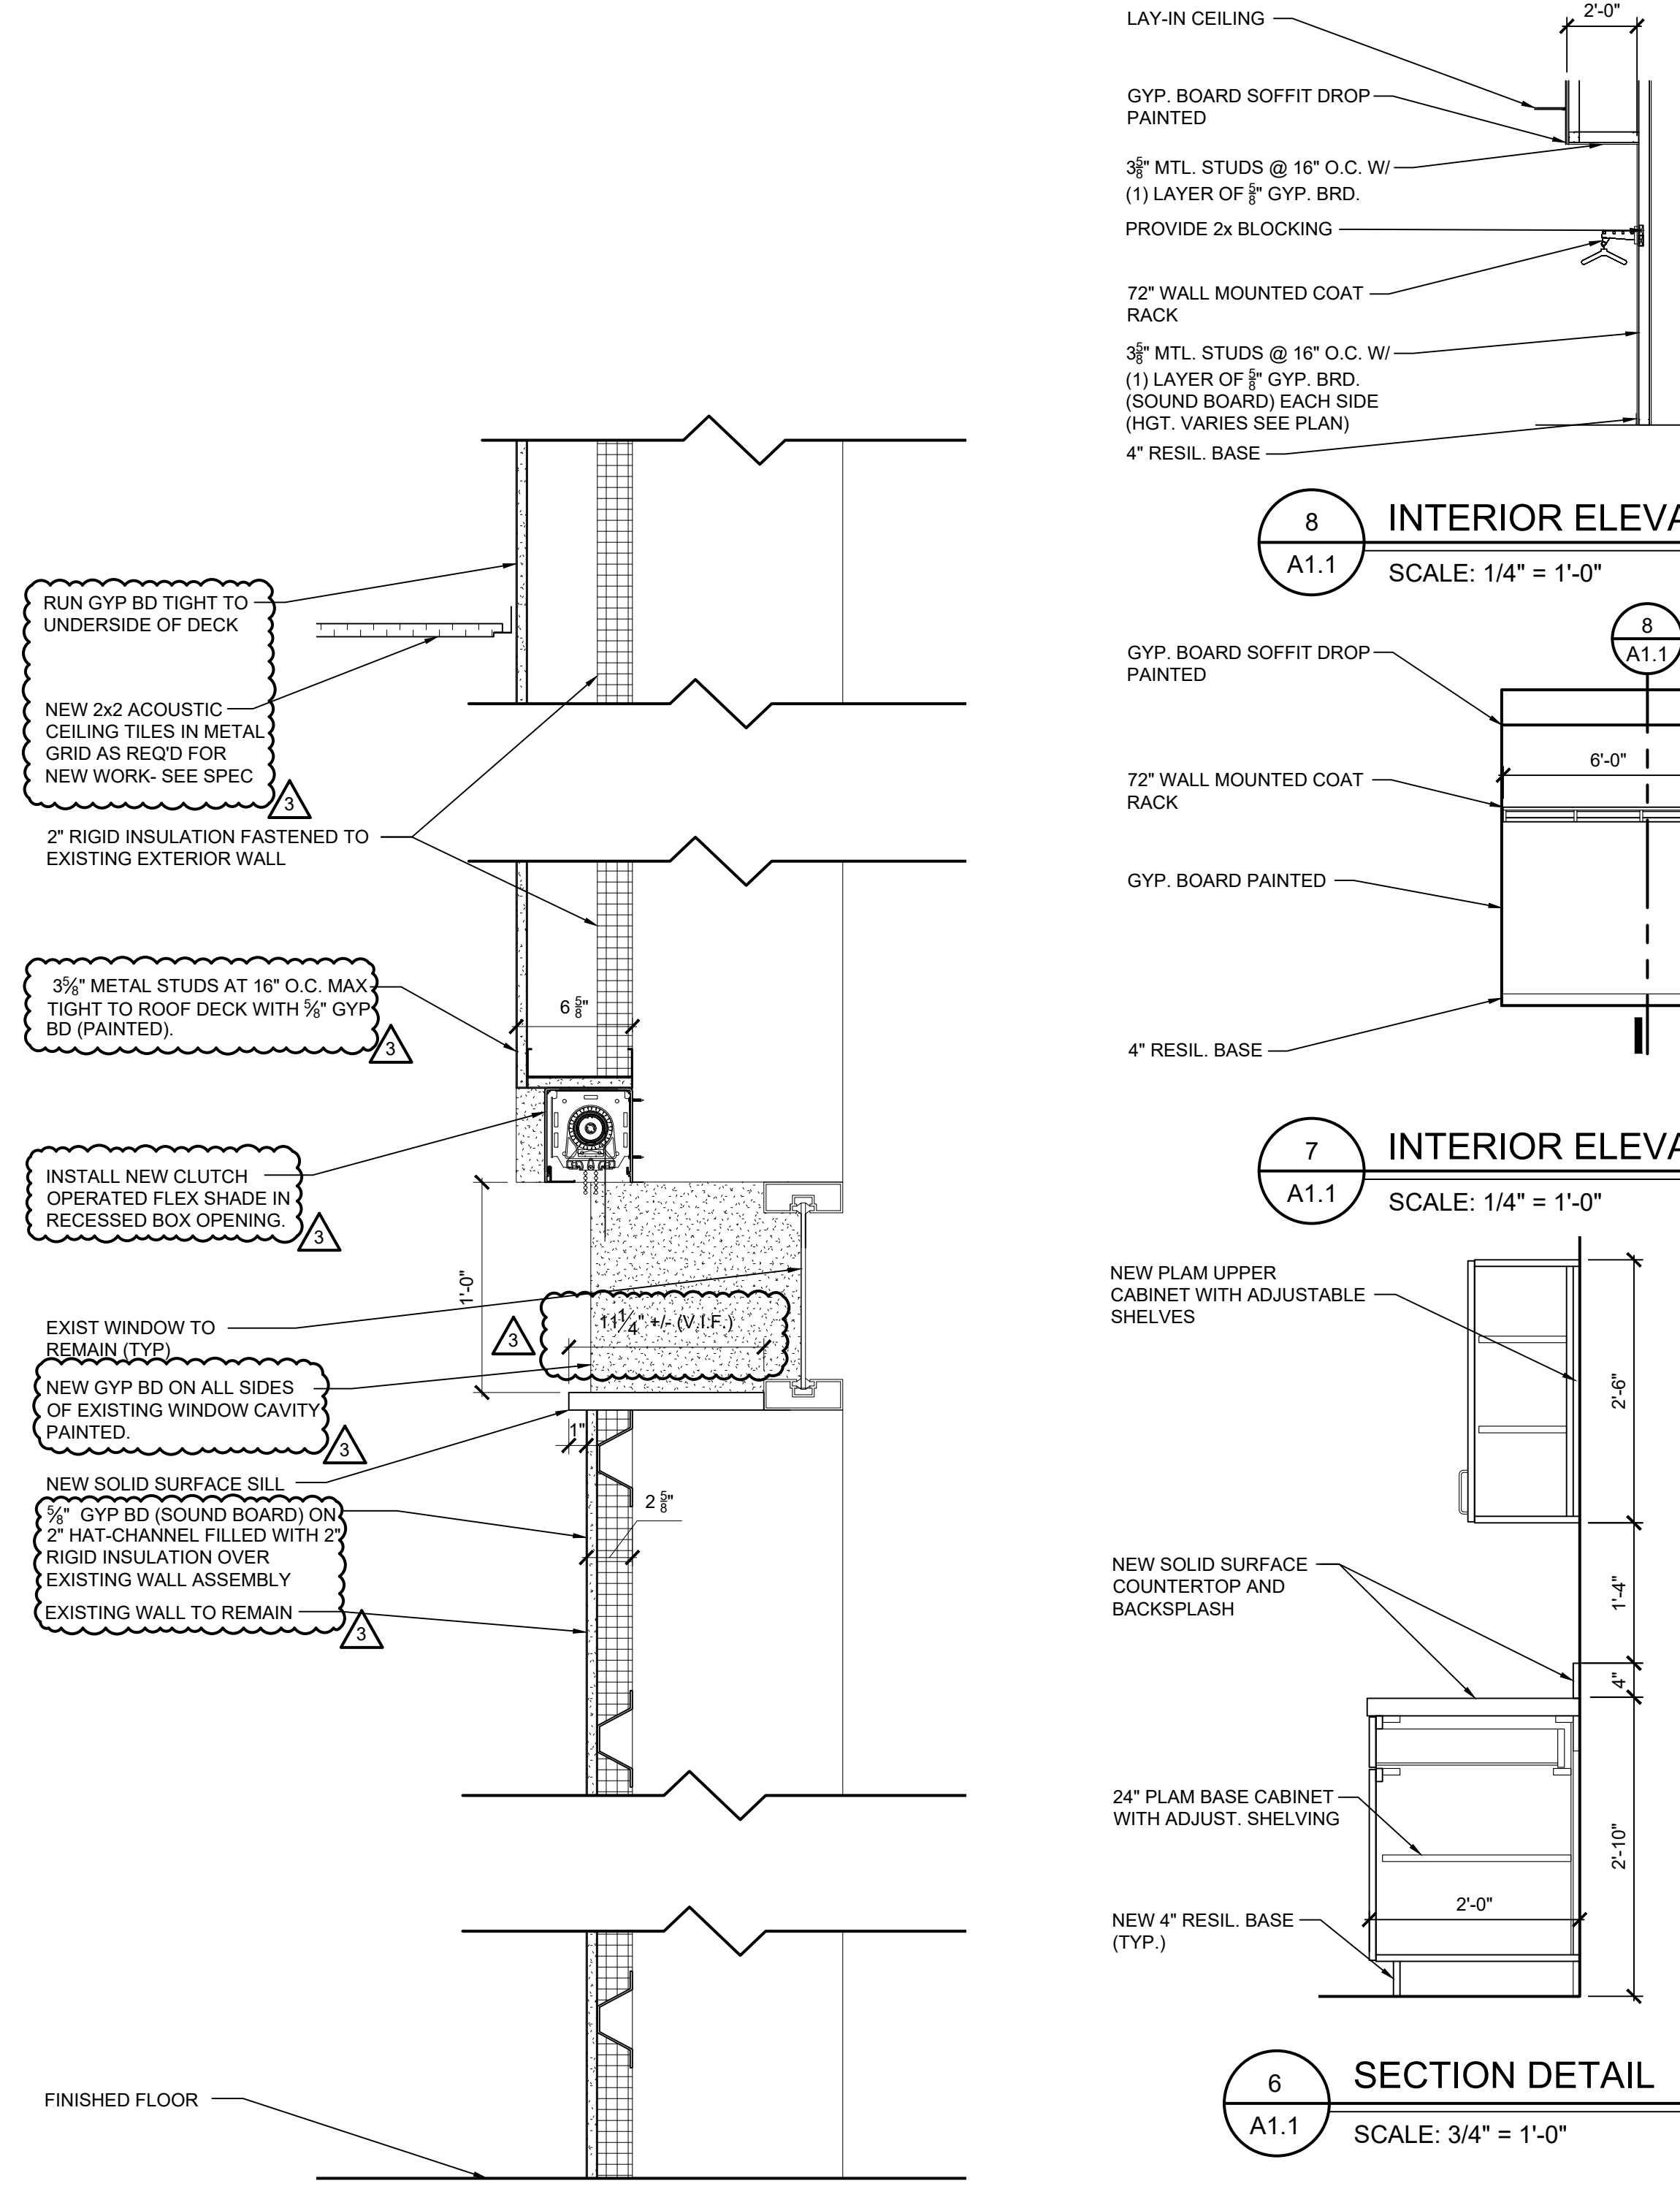 RUN GYP BD TIGHT TO
UNDERSIDE OF DECK
NEW 2x2 ACOUSTIC
CEILING TILES IN METAL
GRID AS REQ'D FOR
NEW WORK- SEE SPEC
3
2" RIGID INSULATION FASTENED TO
EXISTING EXTERIOR WALL
3⅝" METAL STUDS AT 16" O.C. MAX
TIGHT TO ROOF DECK WITH ⅝" GYP
BD (PAINTED).
3
6 ⅝"
INSTALL NEW CLUTCH
OPERATED FLEX SHADE IN
RECESSED BOX OPENING.
3
1'-0"
EXIST WINDOW TO
REMAIN (TYP)
3
11¼" +/- (V.I.F.)
NEW GYP BD ON ALL SIDES
OF EXISTING WINDOW CAVITY
PAINTED.
3
1"
NEW SOLID SURFACE SILL
⅝" GYP BD (SOUND BOARD) ON
2" HAT-CHANNEL FILLED WITH 2"
RIGID INSULATION OVER
EXISTING WALL ASSEMBLY
EXISTING WALL TO REMAIN
3
2 ⅝"
FINISHED FLOOR
LAY-IN CEILING
2'-0"
GYP. BOARD SOFFIT DROP
PAINTED
3⅝" MTL. STUDS @ 16" O.C. W/
(1) LAYER OF ⅝" GYP. BRD.
PROVIDE 2x BLOCKING
72" WALL MOUNTED COAT
RACK
3⅝" MTL. STUDS @ 16" O.C. W/
(1) LAYER OF ⅝" GYP. BRD.
(SOUND BOARD) EACH SIDE
(HGT. VARIES SEE PLAN)
4" RESIL. BASE
8
A1.1
INTERIOR ELEVA
SCALE: 1/4" = 1'-0"
8
A1.1
GYP. BOARD SOFFIT DROP
PAINTED
6'-0"
72" WALL MOUNTED COAT
RACK
GYP. BOARD PAINTED
4" RESIL. BASE
7
A1.1
INTERIOR ELEVA
SCALE: 1/4" = 1'-0"
NEW PLAM UPPER
CABINET WITH ADJUSTABLE
SHELVES
2'-6"
NEW SOLID SURFACE
COUNTERTOP AND
BACKSPLASH
1'-4"
4"
24" PLAM BASE CABINET
WITH ADJUST. SHELVING
2'-10"
2'-0"
NEW 4" RESIL. BASE
(TYP.)
6
A1.1
SECTION DETAIL
SCALE: 3/4" = 1'-0"